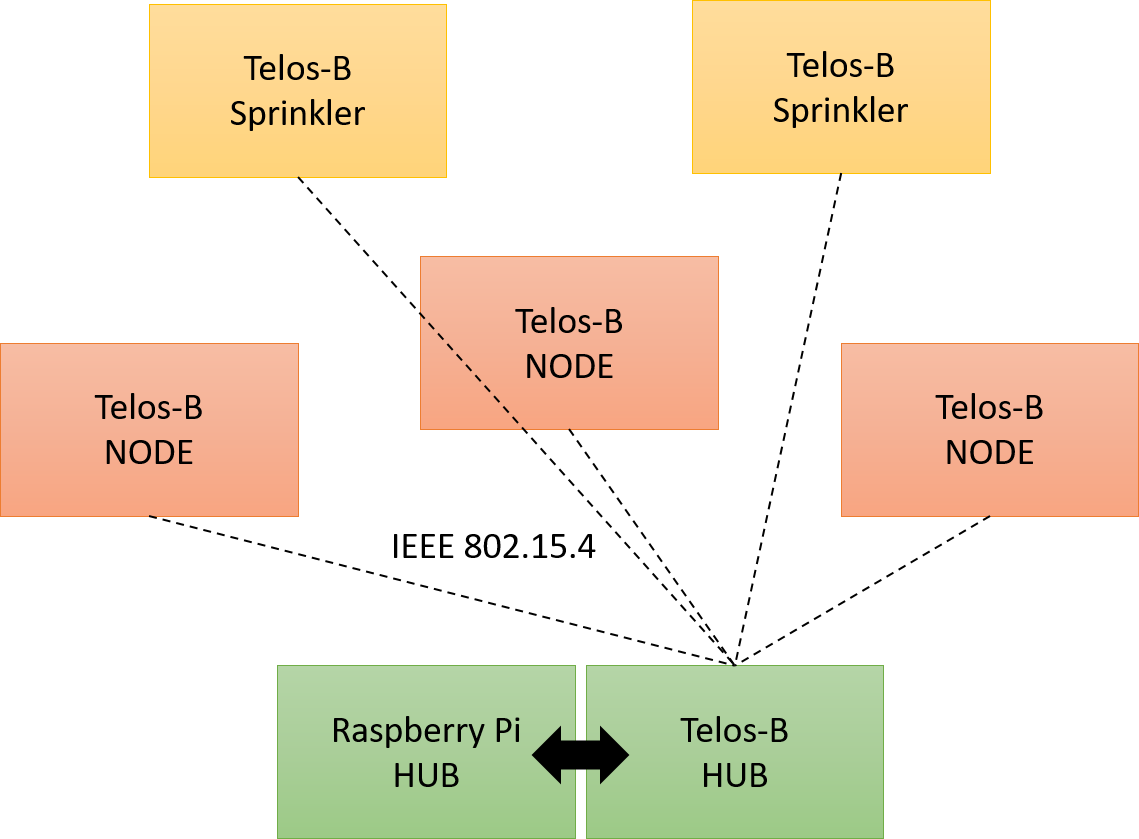 Telos-B
Sprinkler
Telos-B
Sprinkler
Telos-B
NODE
Telos-B
NODE
Telos-B
NODE
IEEE 802.15.4
Raspberry Pi
HUB
Telos-B
HUB